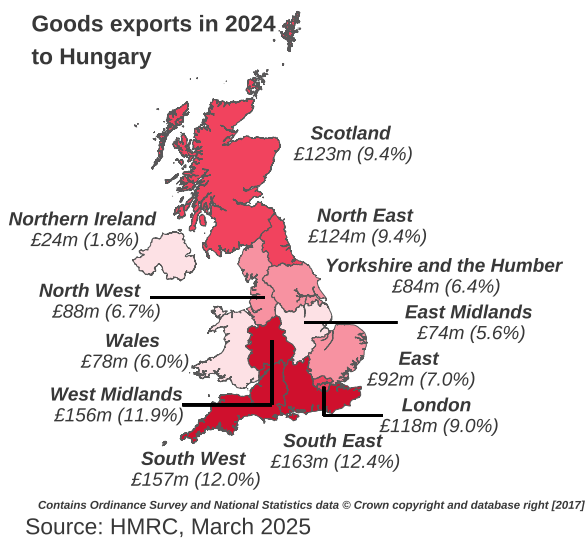 Goods exports in 2024
to Hungary
Scotland
£123m (9.4%)
Northern Ireland
£24m (1.8%)
North East
£124m (9.4%)
Yorkshire and the Humber
£84m (6.4%)
North West
£88m (6.7%)
East Midlands
£74m (5.6%)
Wales
£78m (6.0%)
East
£92m (7.0%)
West Midlands
£156m (11.9%)
London
£118m (9.0%)
South East
£163m (12.4%)
South West
£157m (12.0%)
Contains Ordinance Survey and National Statistics data © Crown copyright and database right [2017]
Source: HMRC, March 2025